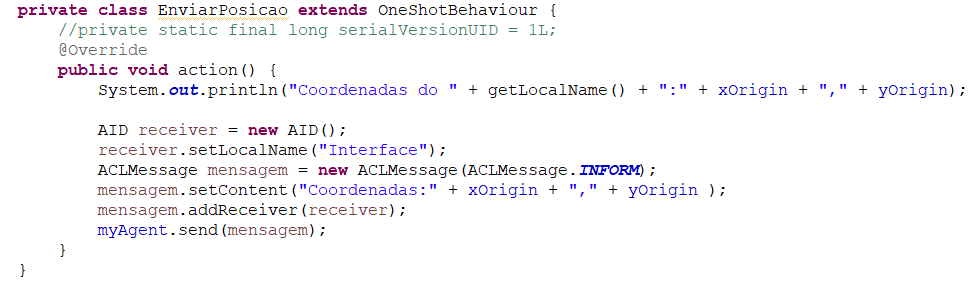 private class EnviarPosicao extends OneShotBehaviour {
//private static final long serialVersionUID = 1L;
@Override
public void action() {
System.out.println("Coordenadas do " + getLocalName() + ":" + xOrigin + "," + yOrigin);
AID receiver = new AID();
receiver.setLocalName("Interface");
ACLMessage mensagem = new ACLMessage(ACLMessage.INFORM);
mensagem.setContent("Coordenadas:" + xOrigin + "," + yOrigin );
mensagem.addReceiver(receiver);
myAgent.send(mensagem);
}
}